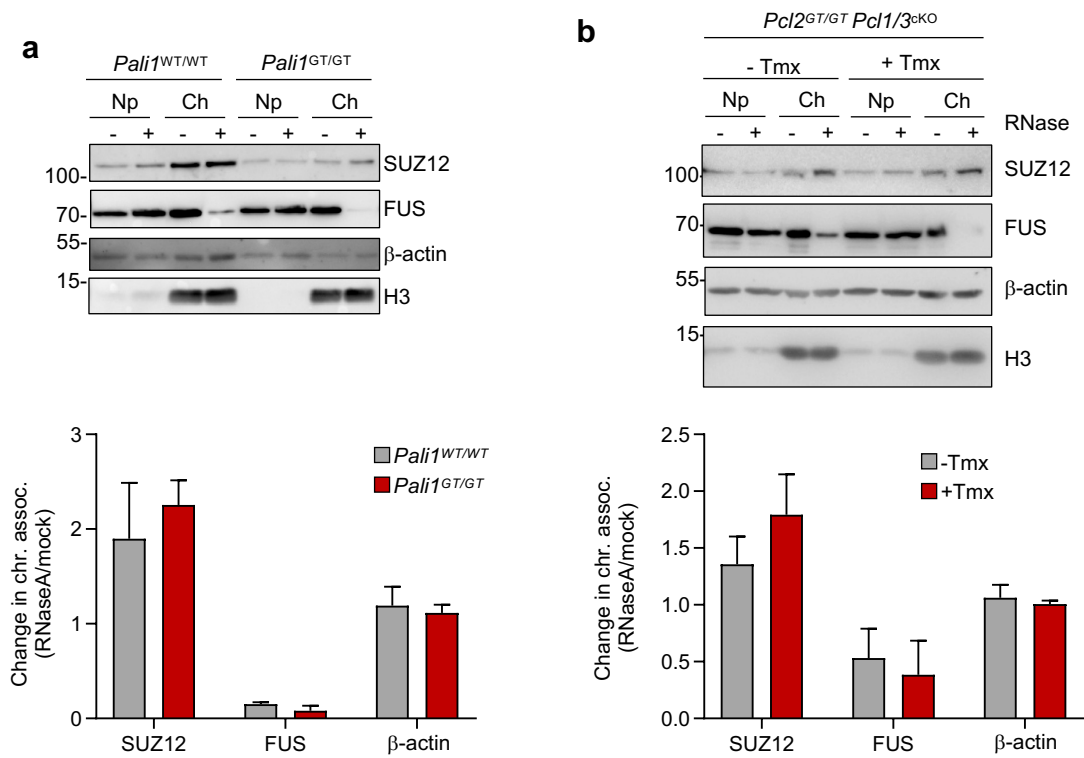 a
Pali1WT/WT Pali1GT/GT
Np Ch Np Ch
- + - + - + - +
100- SUZ12
70- FUS
55- β-actin
15- H3
3
2
1
0
Change in chr. assoc.
(RNaseA/mock)
Pali1WT/WT
Pali1GT/GT
SUZ12 FUS β-actin
b
Pcl2GT/GT Pcl1/3cKO
- Tmx + Tmx
Np Ch Np Ch
- + - + - + - + RNase
100- SUZ12
70- FUS
55- β-actin
15- H3
2.5
2.0
1.5
1.0
0.5
0.0
Change in chr. assoc.
(RNaseA/mock)
-Tmx
+Tmx
SUZ12 FUS β-actin